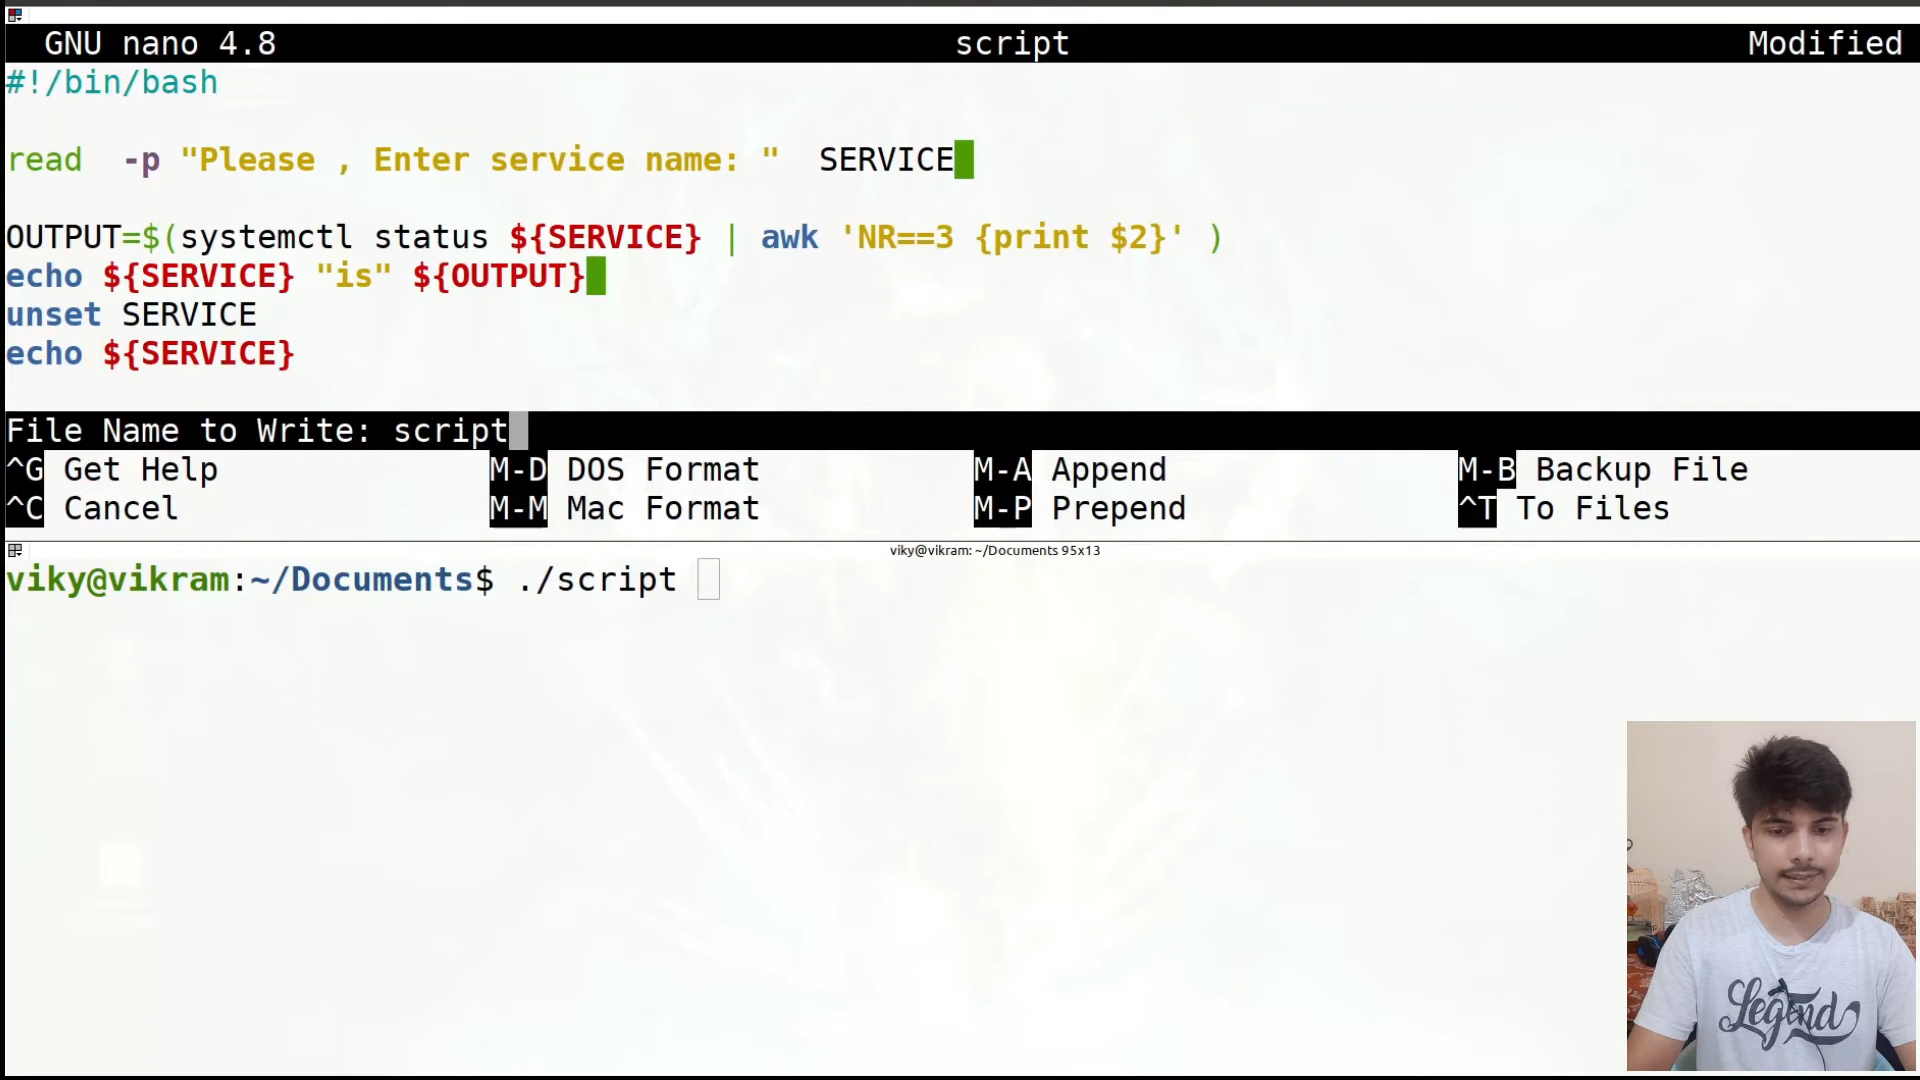 GNU nano 4.8 script Modified
#!/bin/bash
read -p "Please , Enter service name: " SERVICE
OUTPUT=$(systemctl status ${SERVICE} | awk 'NR==3 {print $2}' )
echo ${SERVICE} "is" ${OUTPUT}
unset SERVICE
echo ${SERVICE}
File Name to Write: script
^G Get Help M-D DOS Format M-A Append M-B Backup File
^C Cancel M-M Mac Format M-P Prepend ^T To Files
viky@vikram: ~/Documents 95x13
viky@vikram:~/Documents$ ./script
Legend